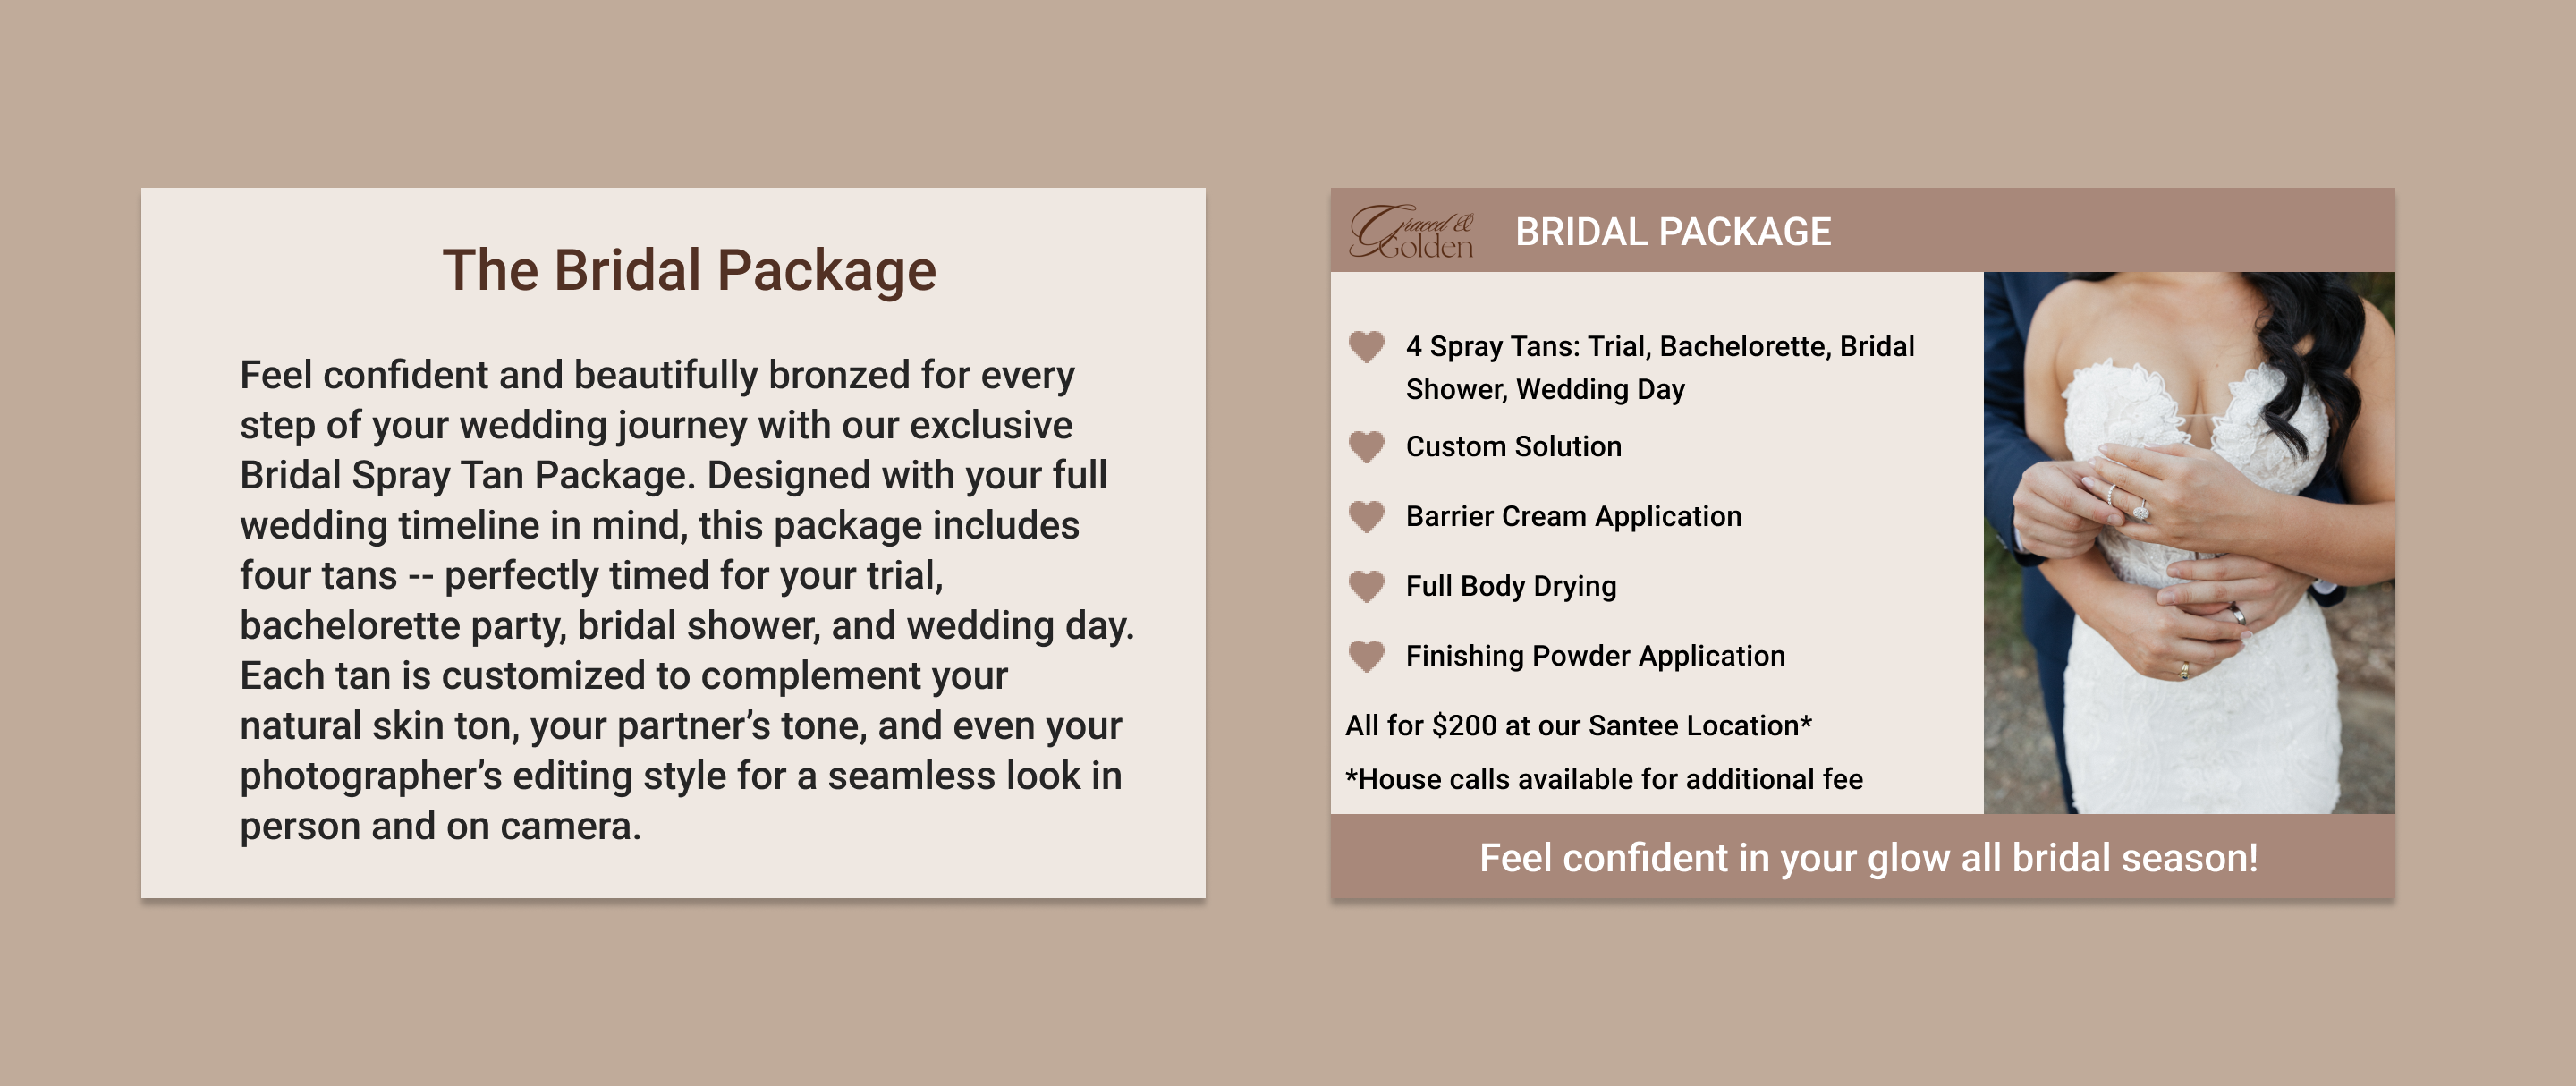 The Bridal Package
Feel confident and beautifully bronzed for every
step of your wedding journey with our exclusive
Bridal Spray Tan Package. Designed with your full
wedding timeline in mind, this package includes
four tans -- perfectly timed for your trial,
bachelorette party, bridal shower, and wedding day.
Each tan is customized to complement your
natural skin ton, your partner’s tone, and even your
photographer’s editing style for a seamless look in
person and on camera.
Graced &
Golden
BRIDAL PACKAGE
4 Spray Tans: Trial, Bachelorette, Bridal
Shower, Wedding Day
Custom Solution
Barrier Cream Application
Full Body Drying
Finishing Powder Application
All for $200 at our Santee Location*
*House calls available for additional fee
Feel confident in your glow all bridal season!